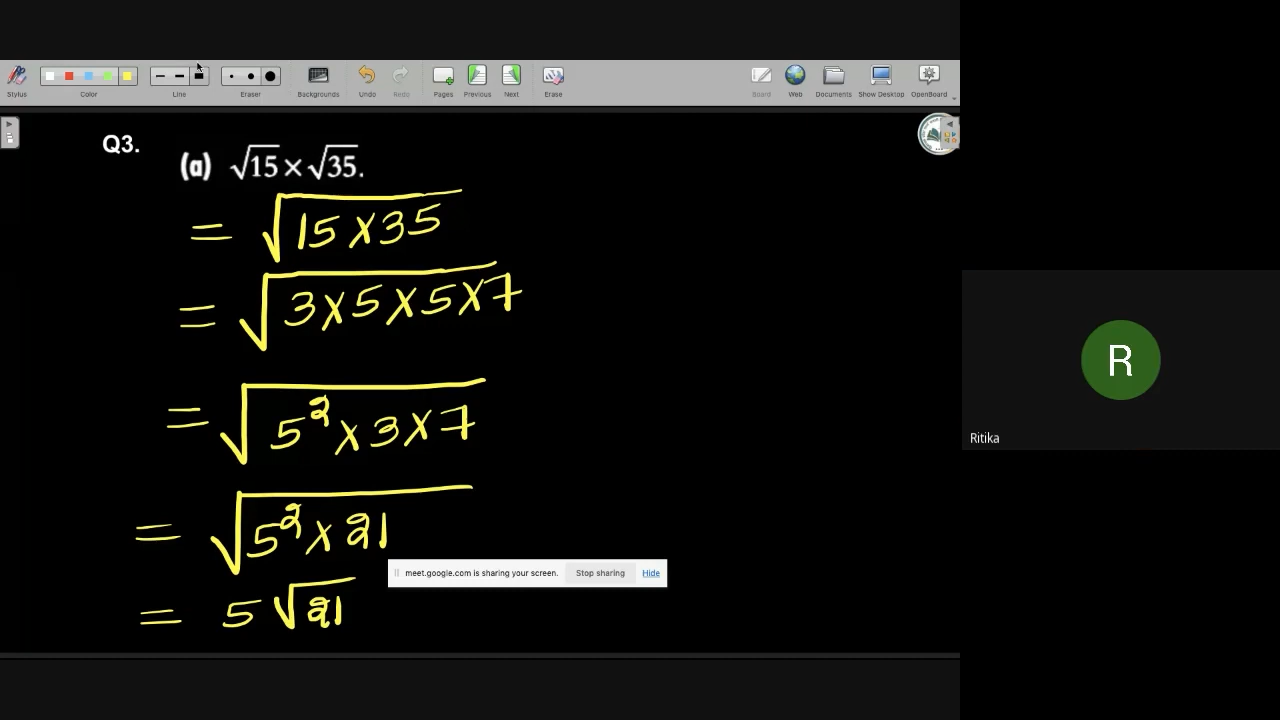 Stylus Color Line Eraser Backgrounds Undo Redo Pages Previous Next Erase Board Web Documents Show Desktop OpenBoard
Q3.
(a) √15 × √35.
= √15 × 35
= √3 × 5 × 5 × 7
= √5² × 3 × 7
= √5² × 21
meet.google.com is sharing your screen. Stop sharing Hide
= 5 √21
R
Ritika